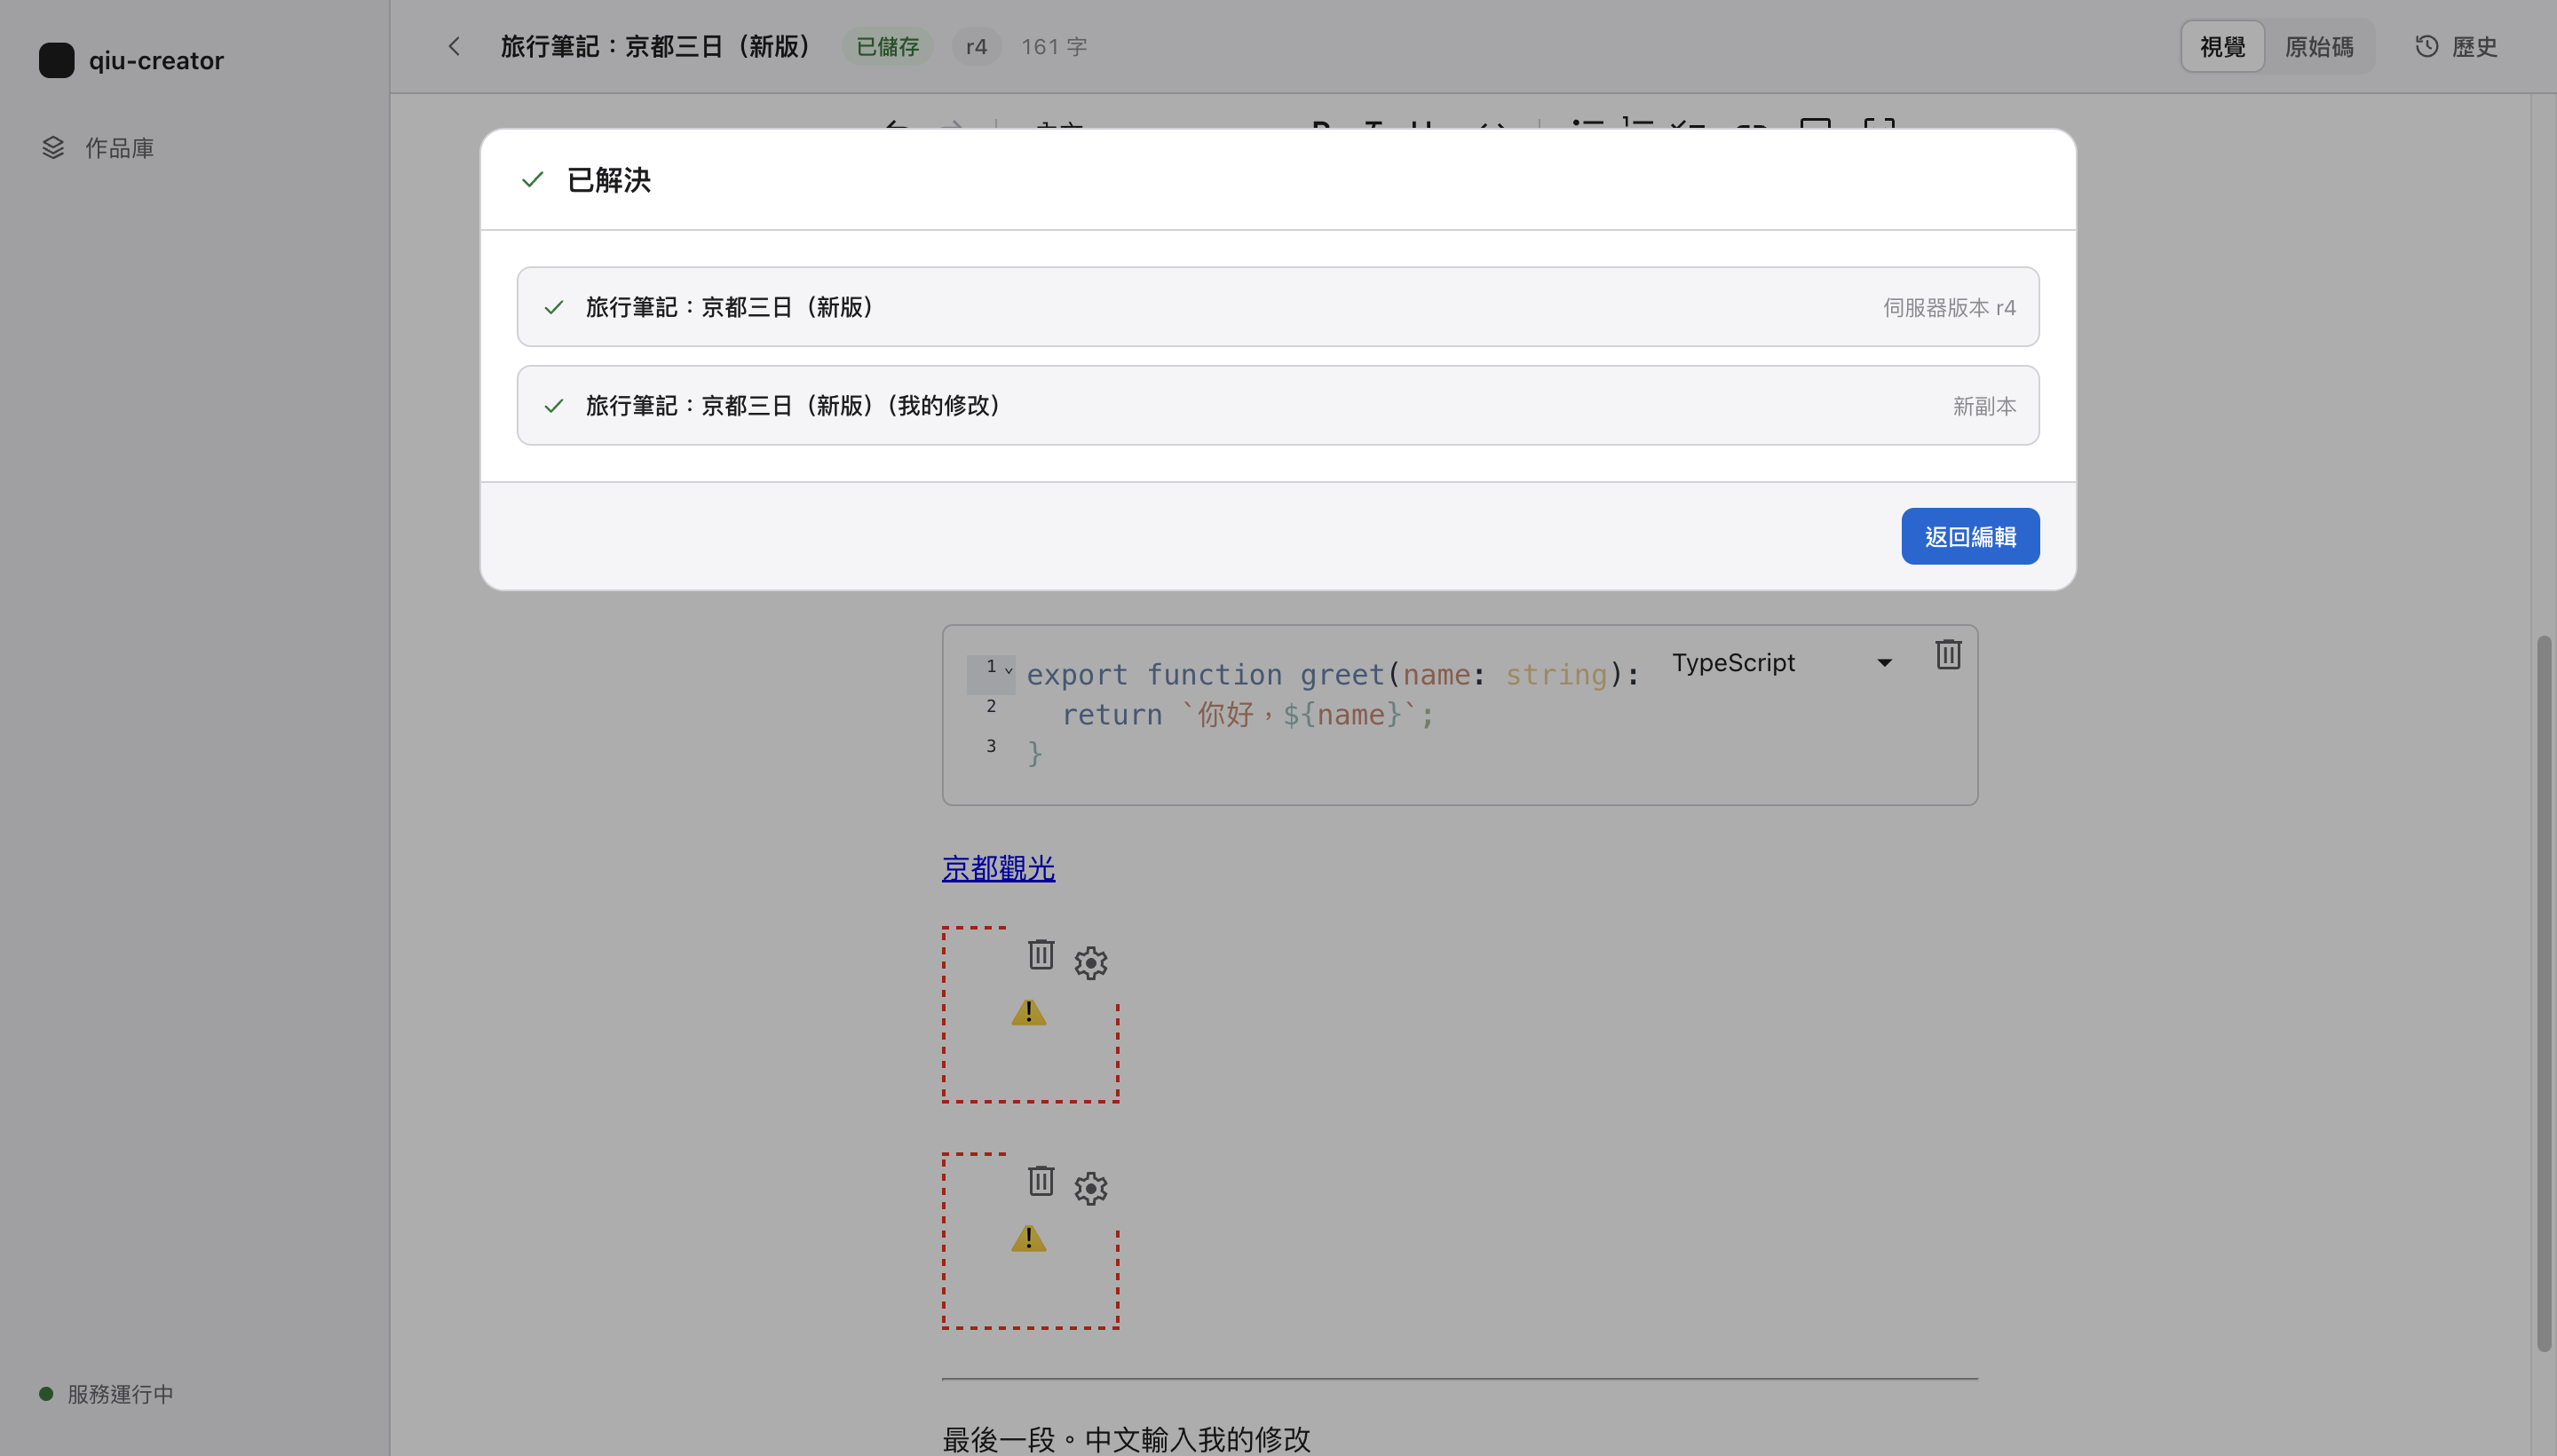 qiu-creator
作品庫
旅行筆記：京都三日（新版） 已儲存 r4 161 字
視覺 原始碼 歷史
已解決
旅行筆記：京都三日（新版） 伺服器版本 r4
旅行筆記：京都三日（新版）（我的修改） 新副本
返回編輯
1 export function greet(name: string): TypeScript
2 return `你好，${name}`;
3 }
京都觀光
最後一段。中文輸入我的修改
服務運行中